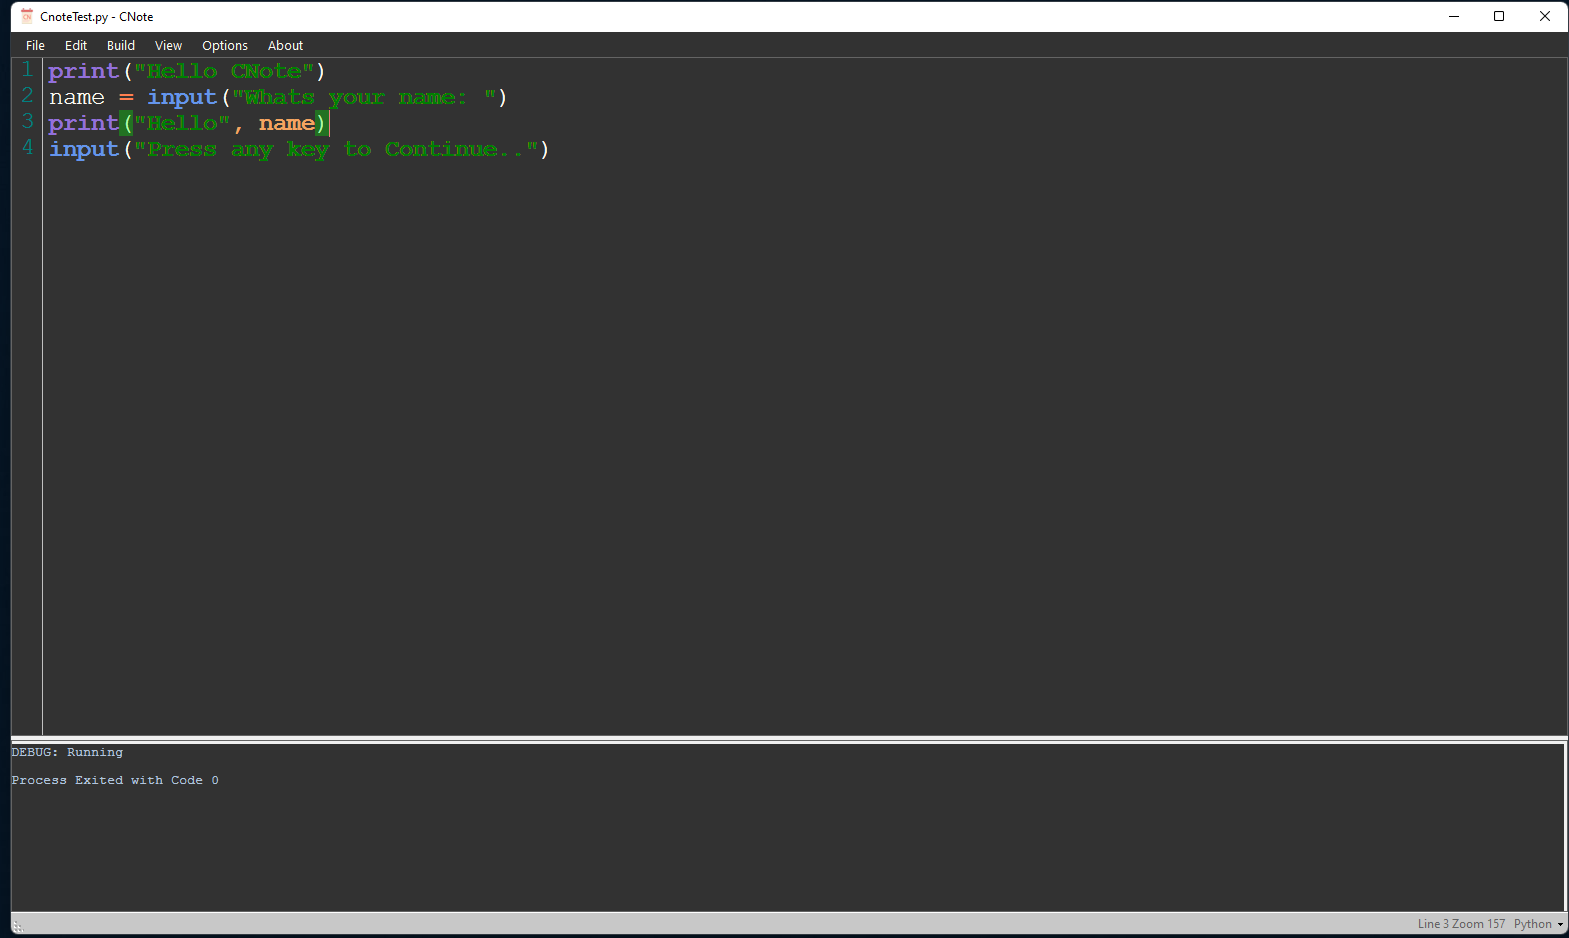 CnoteTest.py - CNote
File Edit Build View Options About
1 print("Hello CNote")
2 name = input("Whats your name: ")
3 print("Hello", name)
4 input("Press any key to Continue..")
DEBUG: Running
Process Exited with Code 0
Line 3 Zoom 157 Python